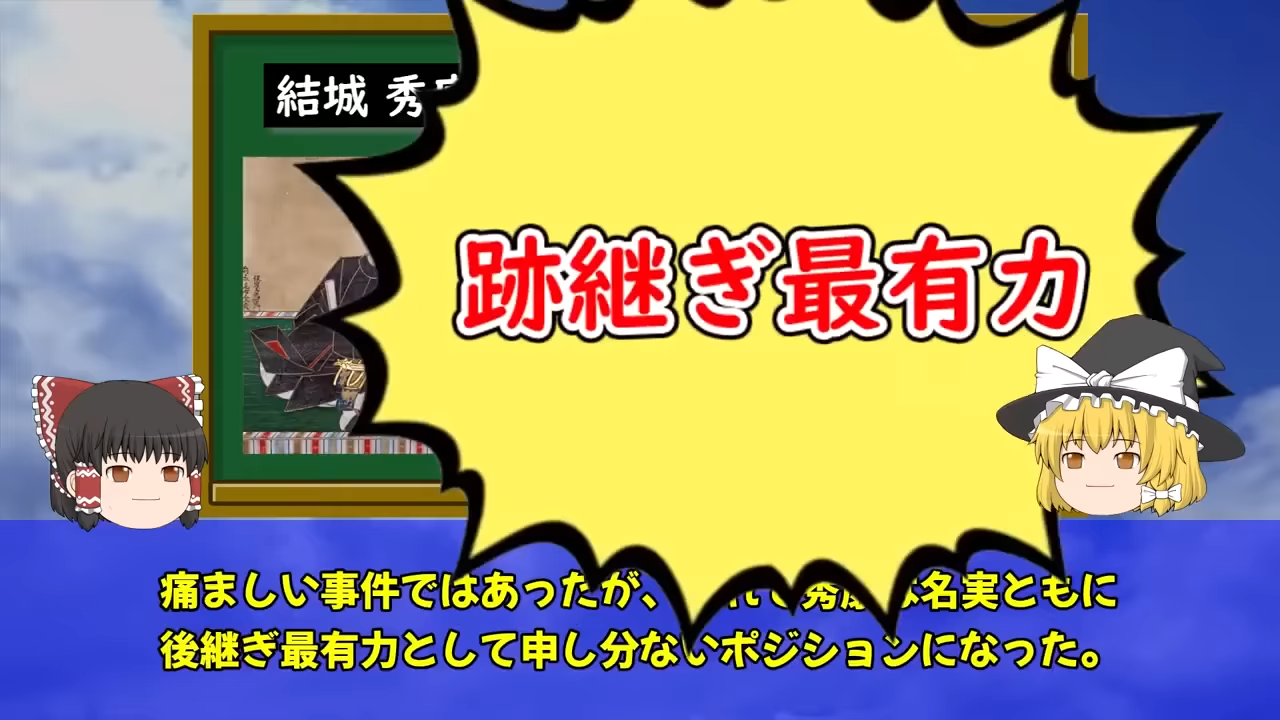 結城 秀
跡継ぎ最有力
痛ましい事件ではあったが、 秀 名実ともに
後継ぎ最有力として申し分ないポジションになった。